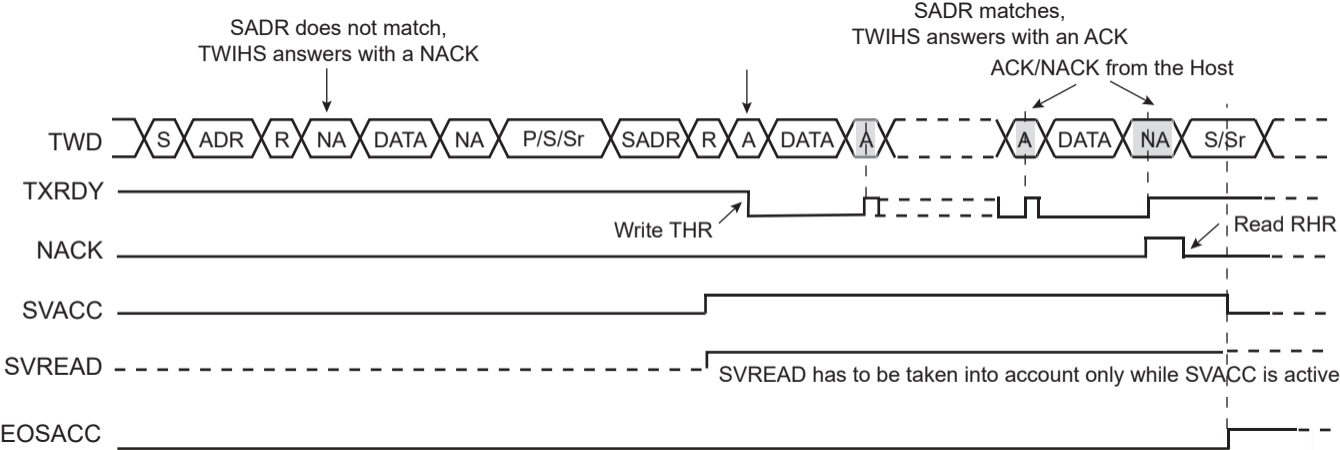 SADR does not match,
TWIHS answers with a NACK
SADR matches,
TWIHS answers with an ACK
ACK/NACK from the Host
TWD S ADR R NA DATA NA P/S/Sr SADR R A DATA A A DATA NA S/Sr
TXRDY
Write THR
Read RHR
NACK
SVACC
SVREAD
SVREAD has to be taken into account only while SVACC is active
EOSACC